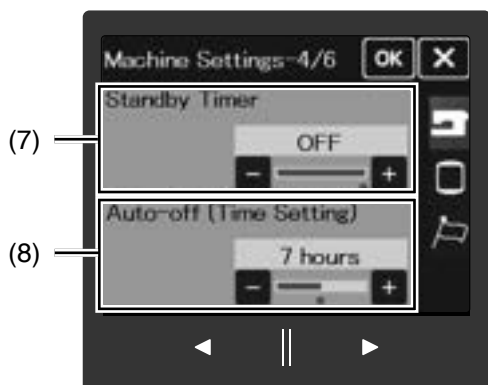 Machine Settings-4/6 OK X
Standby Timer
(7)
OFF
- +
Auto-off (Time Setting)
(8)
7 hours
- +